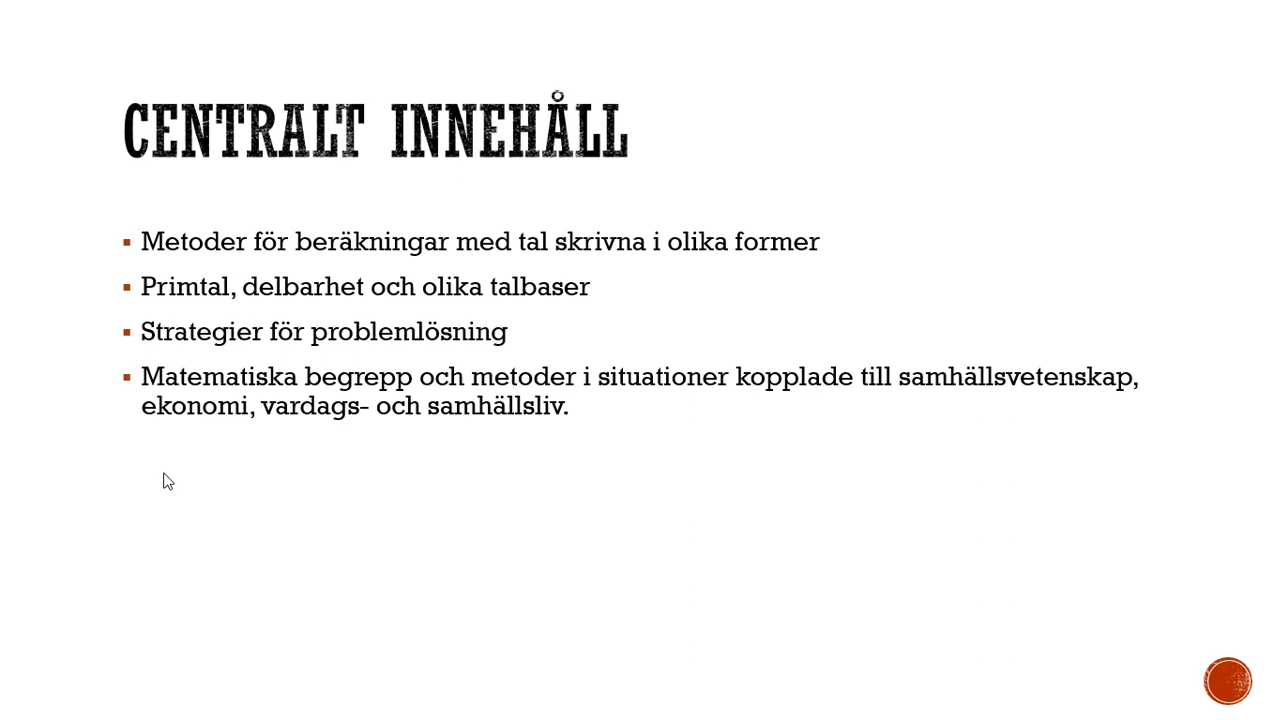 CENTRALT INNEHÅLL
Metoder för beräkningar med tal skrivna i olika former
Primtal, delbarhet och olika talbaser
Strategier för problemlösning
Matematiska begrepp och metoder i situationer kopplade till samhällsvetenskap,
ekonomi, vardags- och samhällsliv.